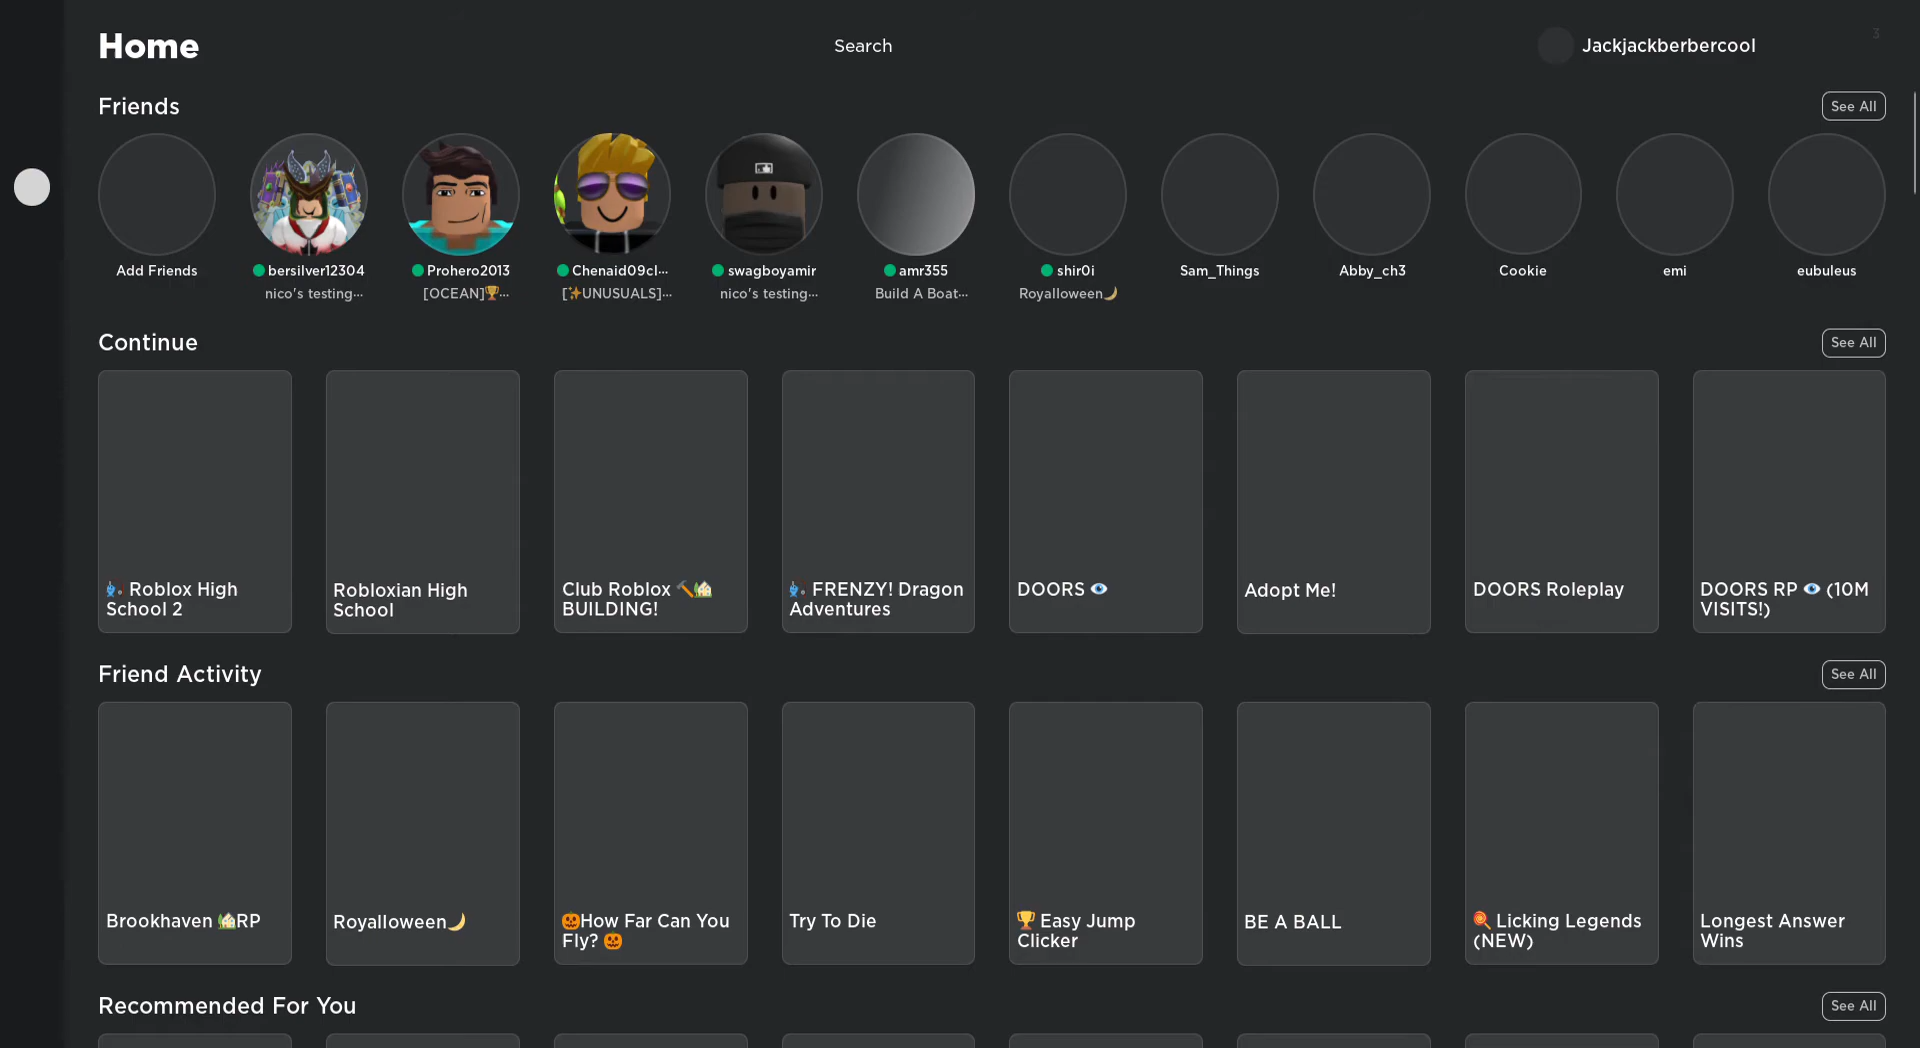 Home
Search
Jackjackberbercool
3
Friends
See All
Add Friends
bersilver12304
nico's testing...
Prohero2013
[OCEAN]🏆...
Chenaid09cl...
[✨UNUSUALS]...
swagboyamir
nico's testing...
amr355
Build A Boat...
shir0i
Royalloween🌙
Sam_Things
Abby_ch3
Cookie
emi
eubuleus
Continue
See All
Roblox High
School 2
Robloxian High
School
Club Roblox 🔨🏡
BUILDING!
FRENZY! Dragon
Adventures
DOORS 👁️
Adopt Me!
DOORS Roleplay
DOORS RP 👁️ (10M
VISITS!)
Friend Activity
See All
Brookhaven 🏡RP
Royalloween🌙
🎃How Far Can You
Fly? 🎃
Try To Die
🏆 Easy Jump
Clicker
BE A BALL
🍭 Licking Legends
(NEW)
Longest Answer
Wins
Recommended For You
See All